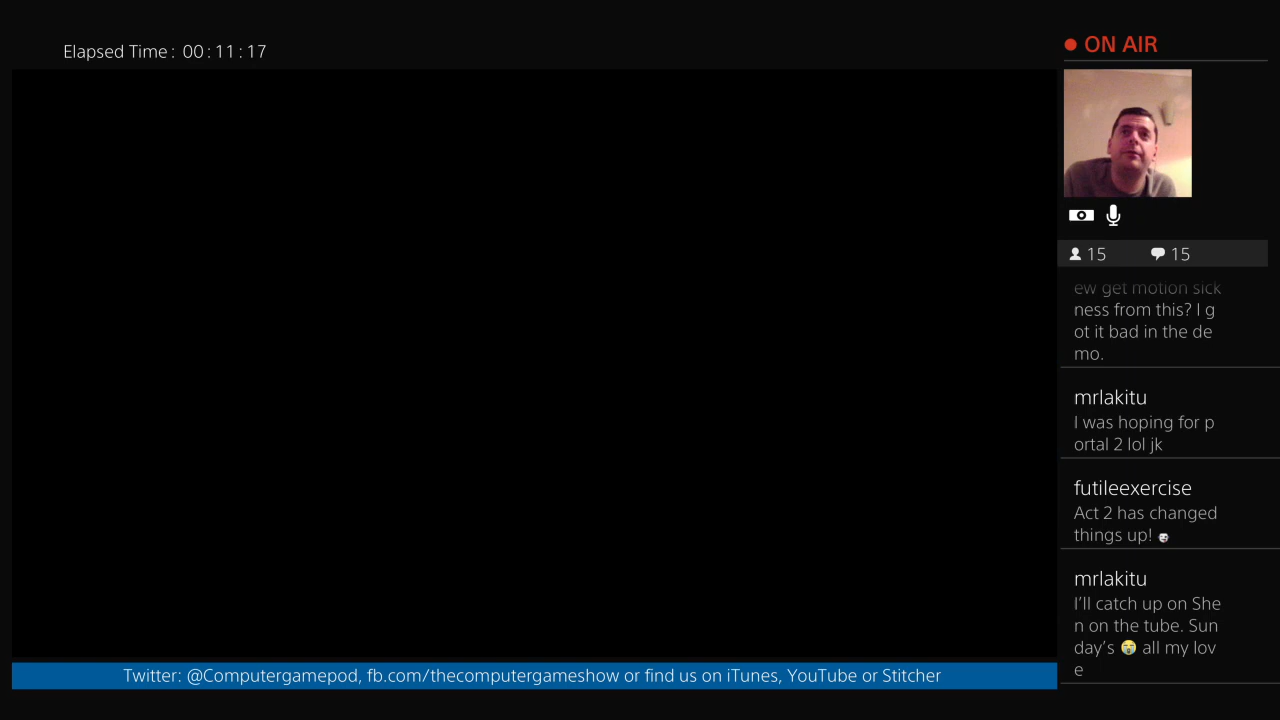 Elapsed Time: 00:11:17
ON AIR
15 15
ew get motion sick
ness from this? I g
ot it bad in the de
mo.
mrlakitu
I was hoping for p
ortal 2 lol jk
futileexercise
Act 2 has changed
things up!
mrlakitu
I'll catch up on She
n on the tube. Sun
day's 😭 all my lov
e
Twitter: @Computergamepod, fb.com/thecomputergameshow or find us on iTunes, YouTube or Stitcher